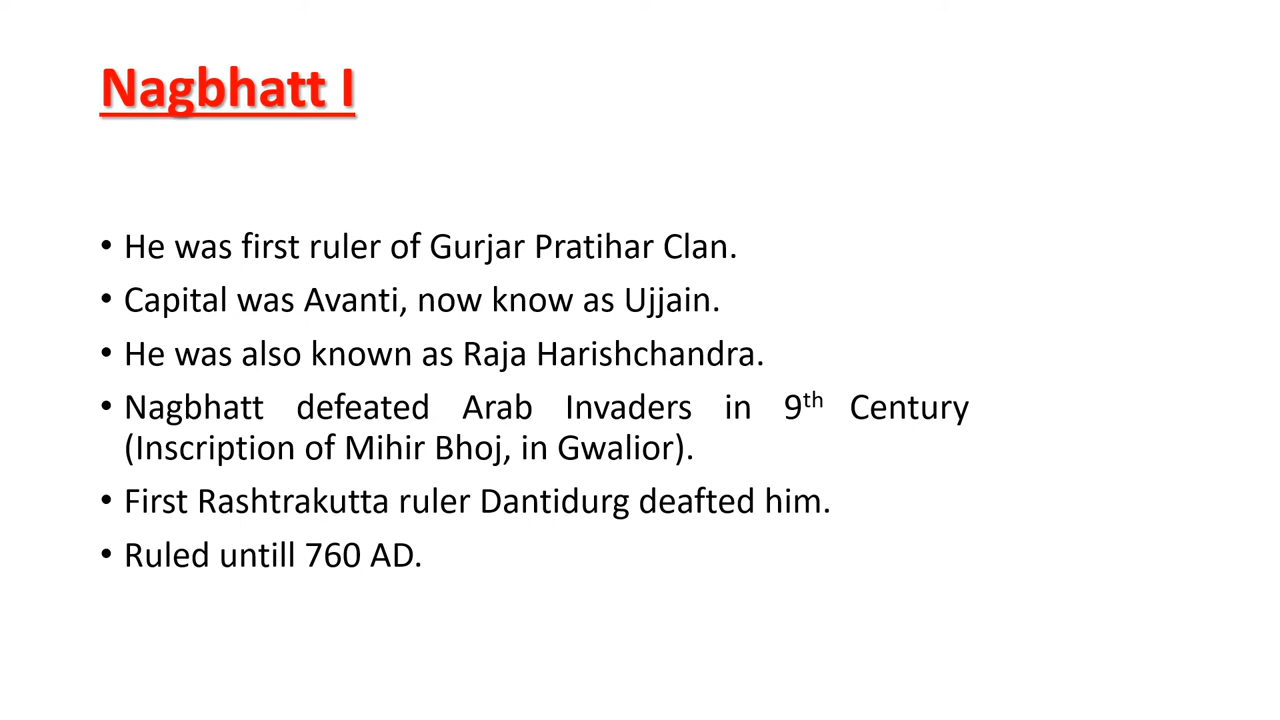 Nagbhatt I
• He was first ruler of Gurjar Pratihar Clan.
• Capital was Avanti, now know as Ujjain.
• He was also known as Raja Harishchandra.
• Nagbhatt defeated Arab Invaders in 9th Century
(Inscription of Mihir Bhoj, in Gwalior).
• First Rashtrakutta ruler Dantidurg deafted him.
• Ruled untill 760 AD.